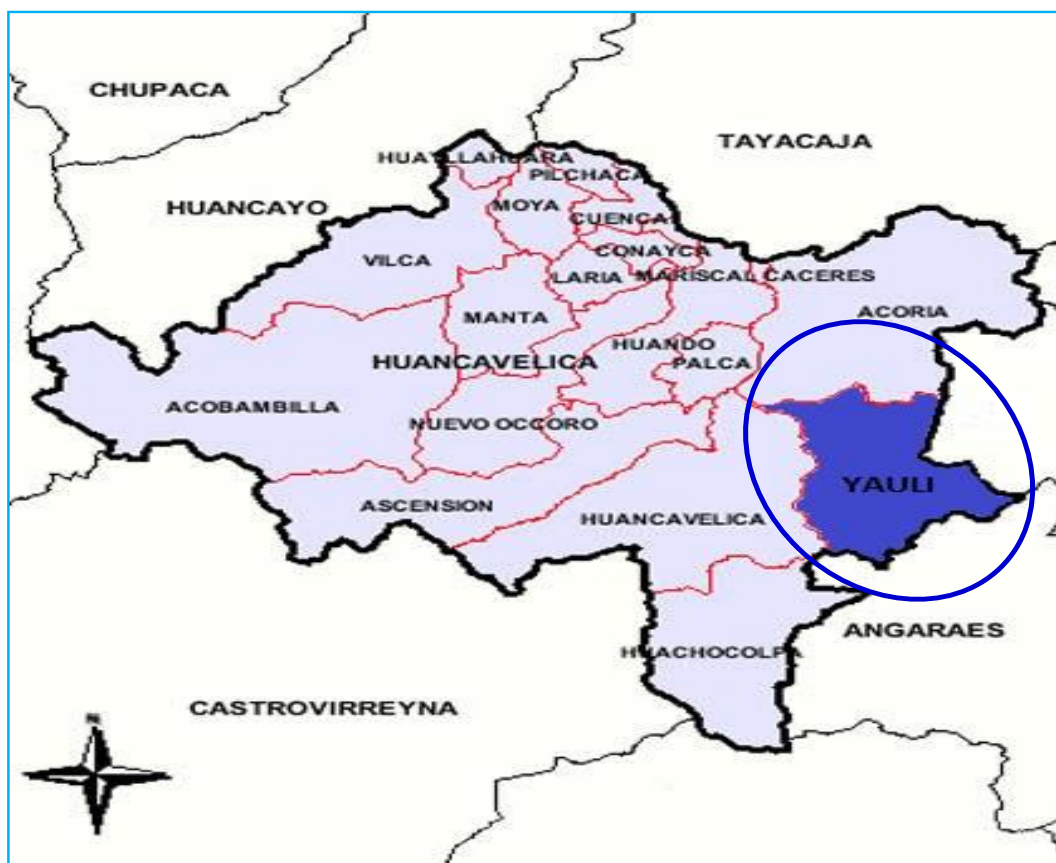 CHUPACA
TAYACAJA
HUAYLLAHUARA
PILCHACA
HUANCAYO
MOYA
CUENCA
CONAYCA
VILCA
LARIA
MARISCAL CACERES
ACORIA
MANTA
HUANDO
HUANCAVELICA
PALCA
ACOBAMBILLA
NUEVO OCCORO
YAULI
ASCENSION
HUANCAVELICA
ANGARAES
HUACHOCOLPA
CASTROVIRREYNA
N